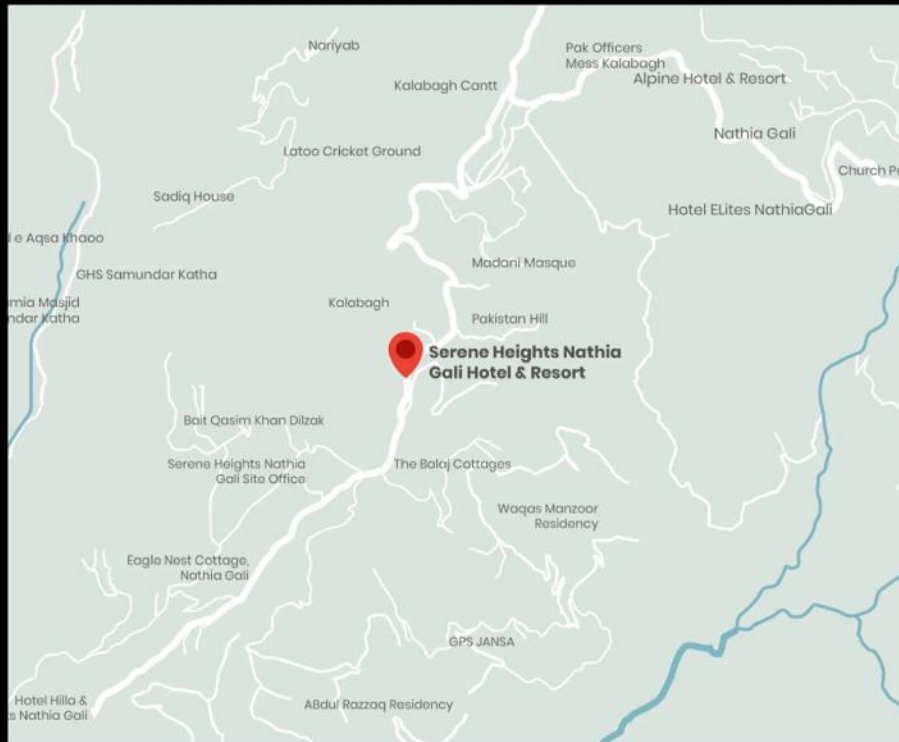 Nariyab
Pak Officers
Mess Kalabagh
Kalabagh Cantt
Alpine Hotel & Resort
Nathia Gali
Latoo Cricket Ground
Church
Sadiq House
Hotel ELites NathiaGali
e Aqsa Khaoo
Madani Masque
GHS Samundar Katha
Masjid
Katha
Kalabagh
Pakistan Hill
Serene Heights Nathia
Gali Hotel & Resort
Bait Qasim Khan Dilzak
Serene Heights Nathia
Gali Site Office
The Balaj Cottages
Waqas Manzoor
Residency
Eagle Nest Cottage,
Nathia Gali
GPS JANSA
Hotel Hilla &
Nathia Gali
ABdul Razzaq Residency